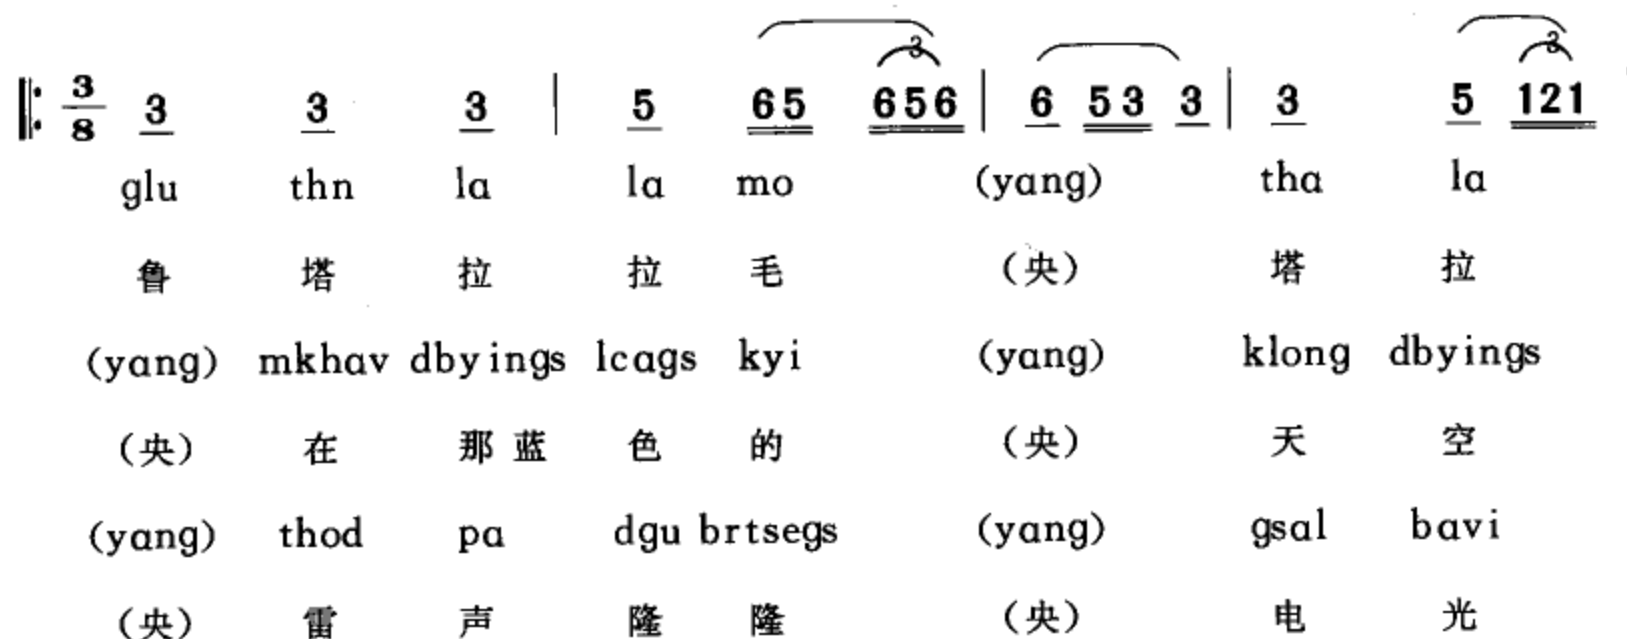 3/8 3 3 3 | 5 65 656 | 6 53 3 | 3 5 121
glu thn la la mo (yang) tha la
鲁 塔 拉 拉 毛 (央) 塔 拉
(yang) mkhav dbyings lcags kyi (yang) klong dbyings
(央) 在 那 蓝 色 的 (央) 天 空
(yang) thod pa dgu brtsegs (yang) gsal bavi
(央) 雷 声 隆 隆 (央) 电 光